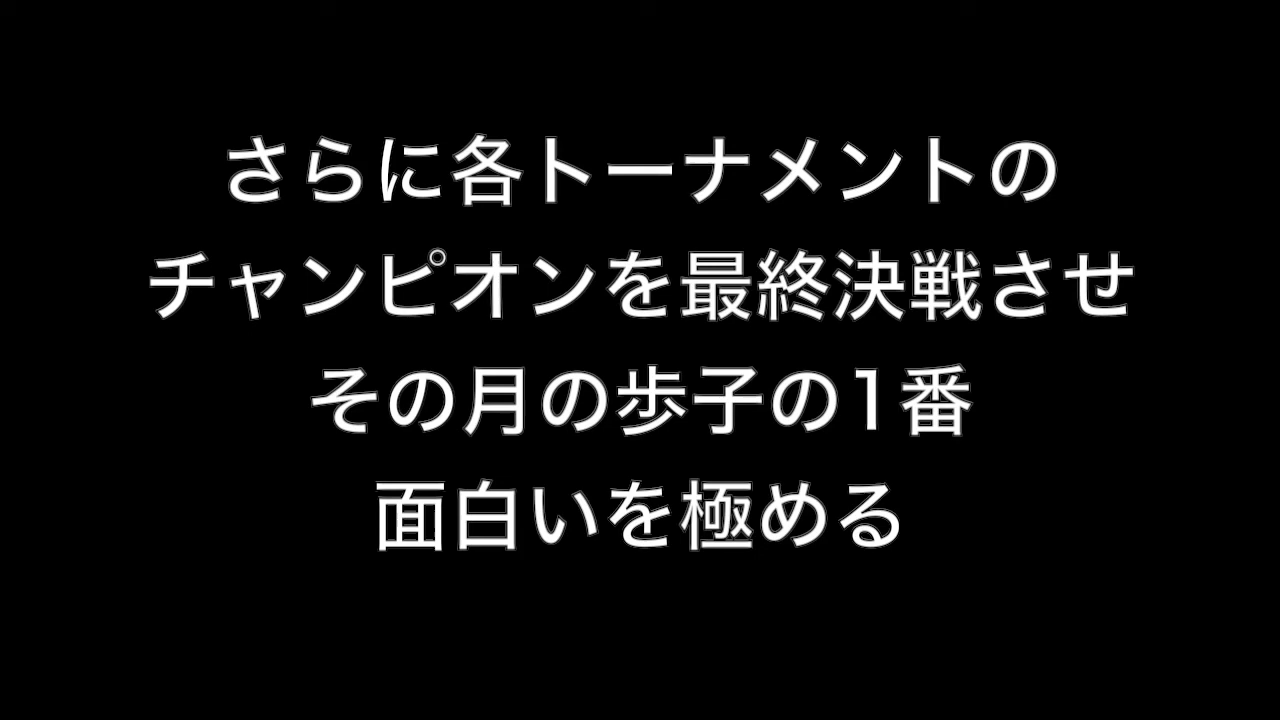 さらに各トーナメントの
チャンピオンを最終決戦させ
その月の歩子の1番
面白いを極める